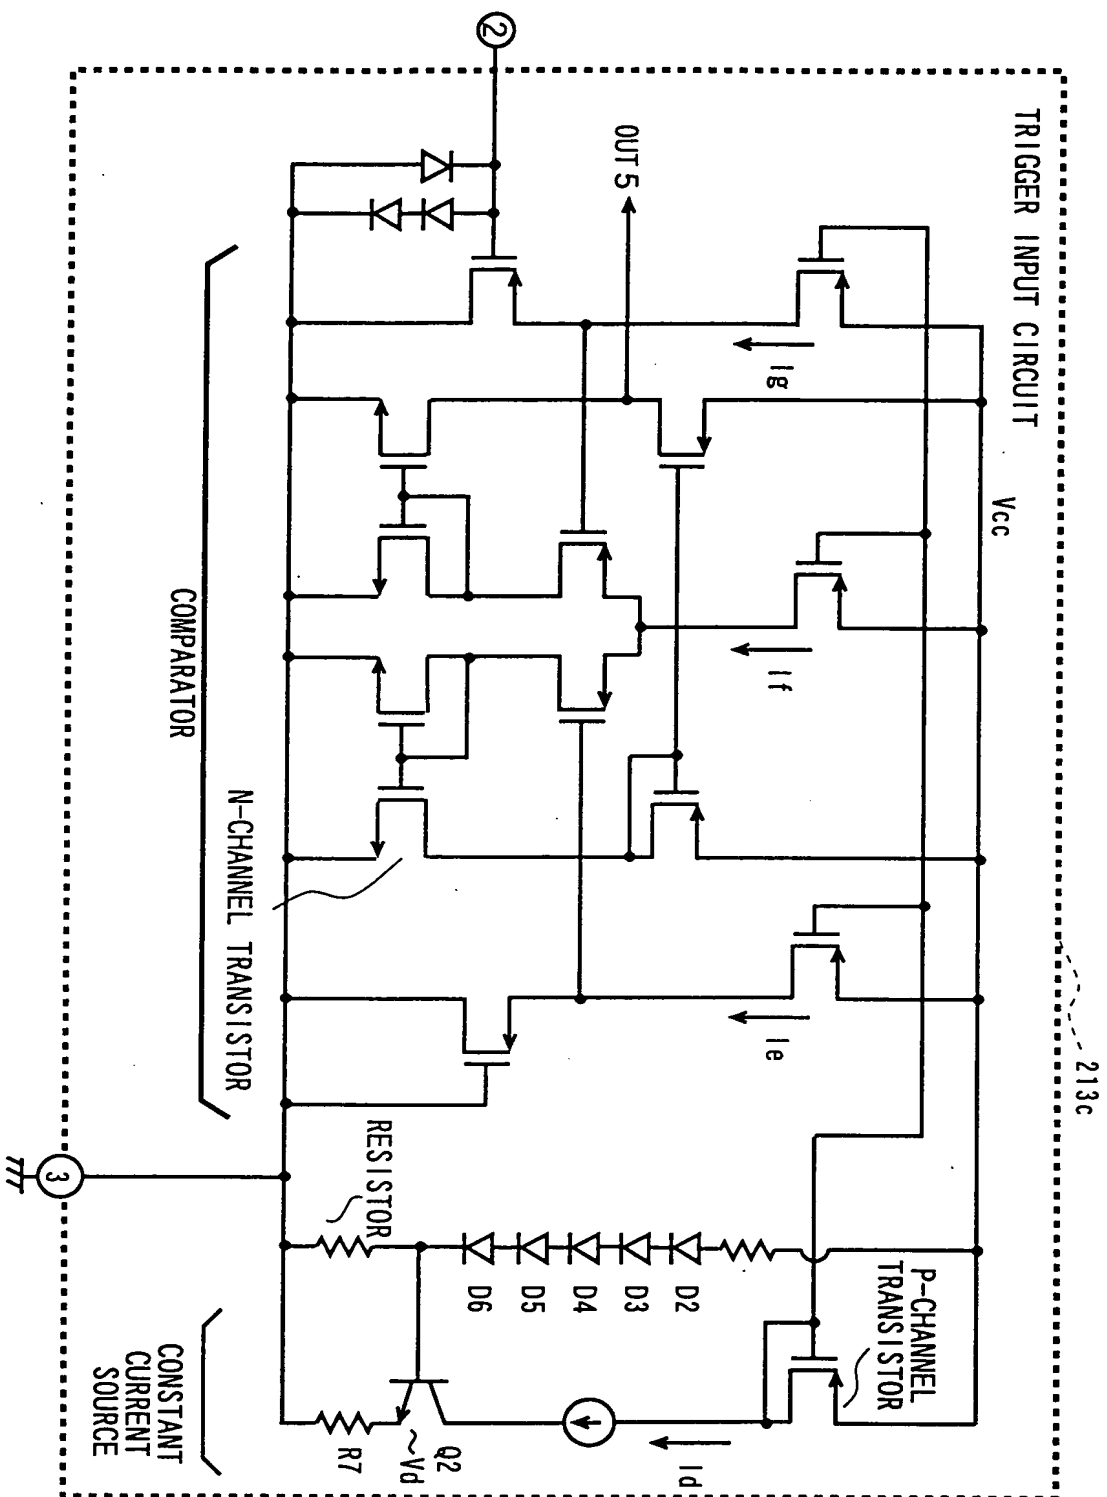 213c
TRIGGER INPUT CIRCUIT
Vcc
2
OUT 5
Ig
If
Ie
Id
P-CHANNEL
TRANSISTOR
D2
D3
D4
D5
D6
Q2
~Vd
R7
RESISTOR
N-CHANNEL TRANSISTOR
COMPARATOR
CONSTANT
CURRENT
SOURCE
3